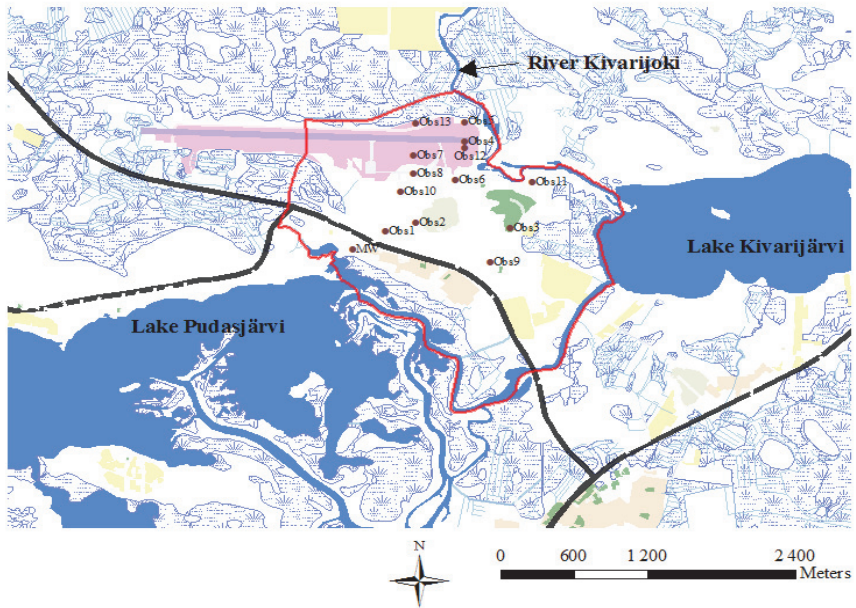 River Kivarijoki
Obs13
Obs5
Obs4
Obs12
Obs7
Obs8
Obs6
Obs11
Obs10
Obs2
Obs3
Obs1
MW
Lake Kivarijärvi
Obs9
Lake Pudasjärvi
N
0 600 1 200 2 400
Meters